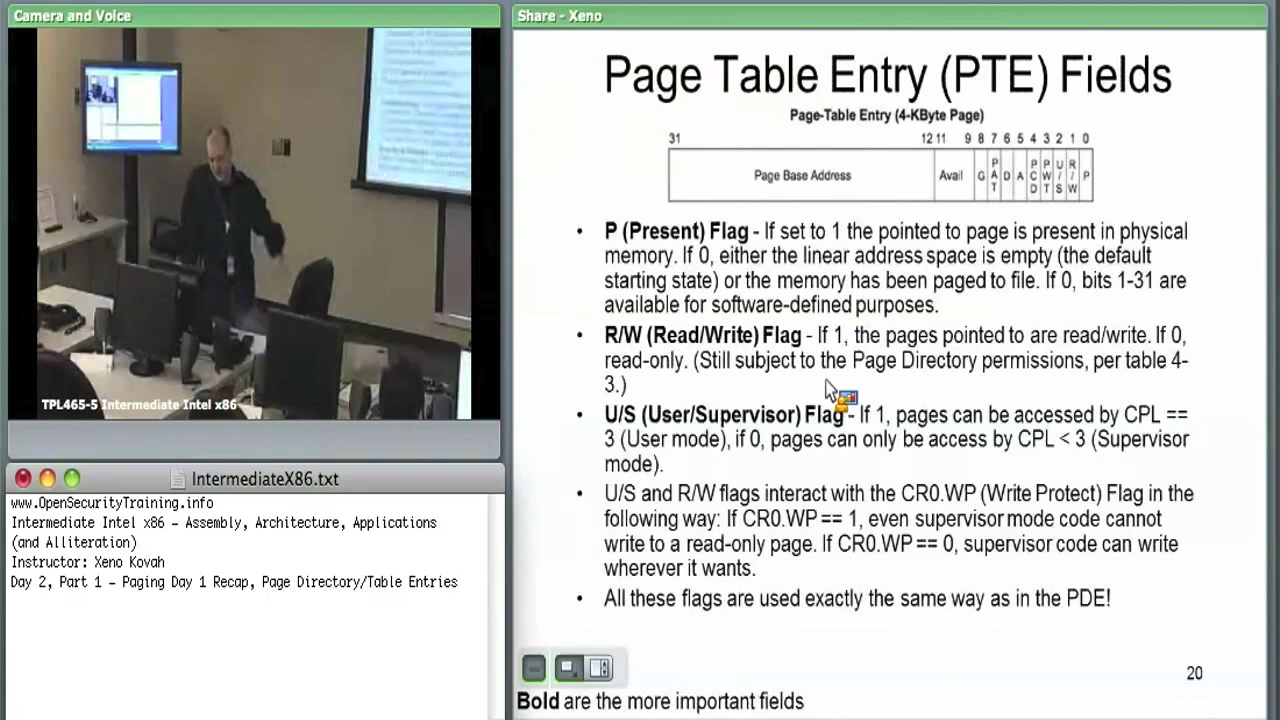 Camera and Voice
TPL465-5 Intermediate Intel x86
IntermediateX86.txt
www.OpenSecurityTraining.info
Intermediate Intel x86 – Assembly, Architecture, Applications
(and Alliteration)
Instructor: Xeno Kovah
Day 2, Part 1 – Paging Day 1 Recap, Page Directory/Table Entries
Share - Xeno
Page Table Entry (PTE) Fields
Page-Table Entry (4-KByte Page)
31 12 11 9 8 7 6 5 4 3 2 1 0
Page Base Address Avail G PAT D A PCD PWT U/S R/W P
• P (Present) Flag - If set to 1 the pointed to page is present in physical
memory. If 0, either the linear address space is empty (the default
starting state) or the memory has been paged to file. If 0, bits 1-31 are
available for software-defined purposes.
• R/W (Read/Write) Flag - If 1, the pages pointed to are read/write. If 0,
read-only. (Still subject to the Page Directory permissions, per table 4-
3.)
• U/S (User/Supervisor) Flag - If 1, pages can be accessed by CPL ==
3 (User mode), if 0, pages can only be access by CPL < 3 (Supervisor
mode).
• U/S and R/W flags interact with the CR0.WP (Write Protect) Flag in the
following way: If CR0.WP == 1, even supervisor mode code cannot
write to a read-only page. If CR0.WP == 0, supervisor code can write
wherever it wants.
• All these flags are used exactly the same way as in the PDE!
20
Bold are the more important fields